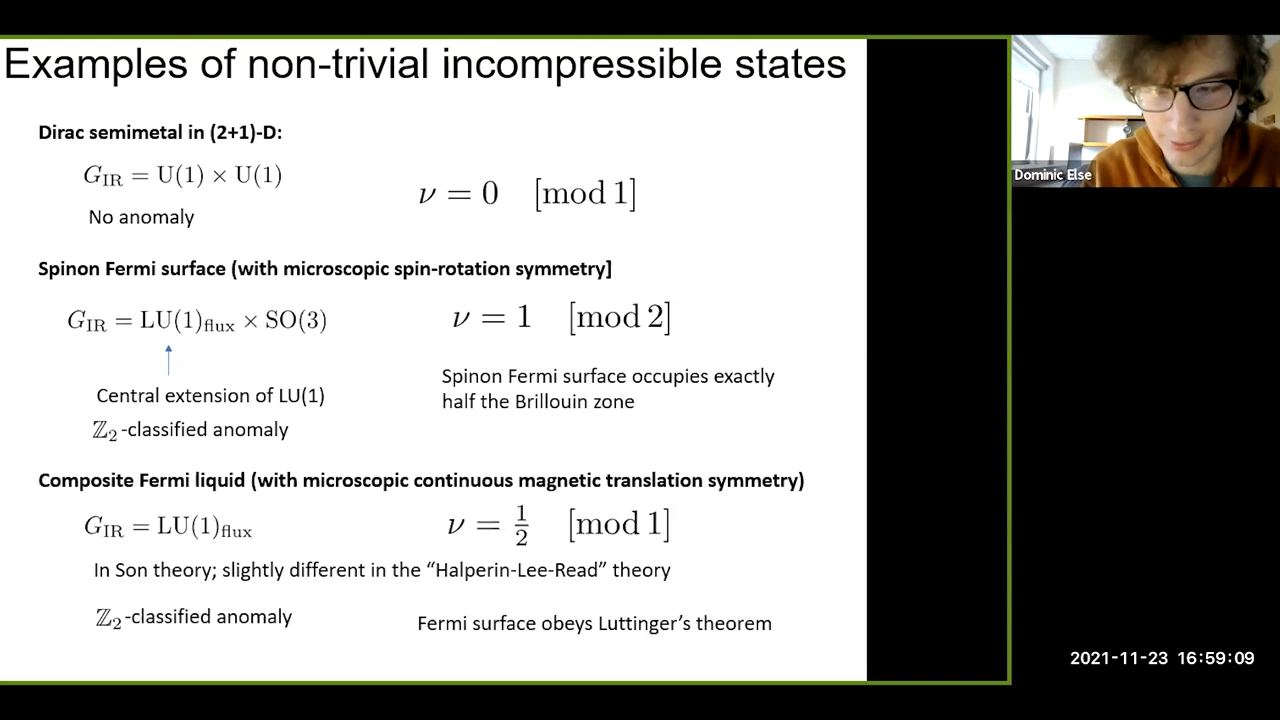 Examples of non-trivial incompressible states
Dirac semimetal in (2+1)-D:
G_IR = U(1) × U(1)
ν = 0 [mod 1]
No anomaly
Spinon Fermi surface (with microscopic spin-rotation symmetry]
G_IR = LU(1)_flux × SO(3)
ν = 1 [mod 2]
Central extension of LU(1)
Spinon Fermi surface occupies exactly
half the Brillouin zone
ℤ₂-classified anomaly
Composite Fermi liquid (with microscopic continuous magnetic translation symmetry)
G_IR = LU(1)_flux
ν = 1/2 [mod 1]
In Son theory; slightly different in the “Halperin-Lee-Read” theory
ℤ₂-classified anomaly
Fermi surface obeys Luttinger’s theorem
Dominic Else
2021-11-23 16:59:09